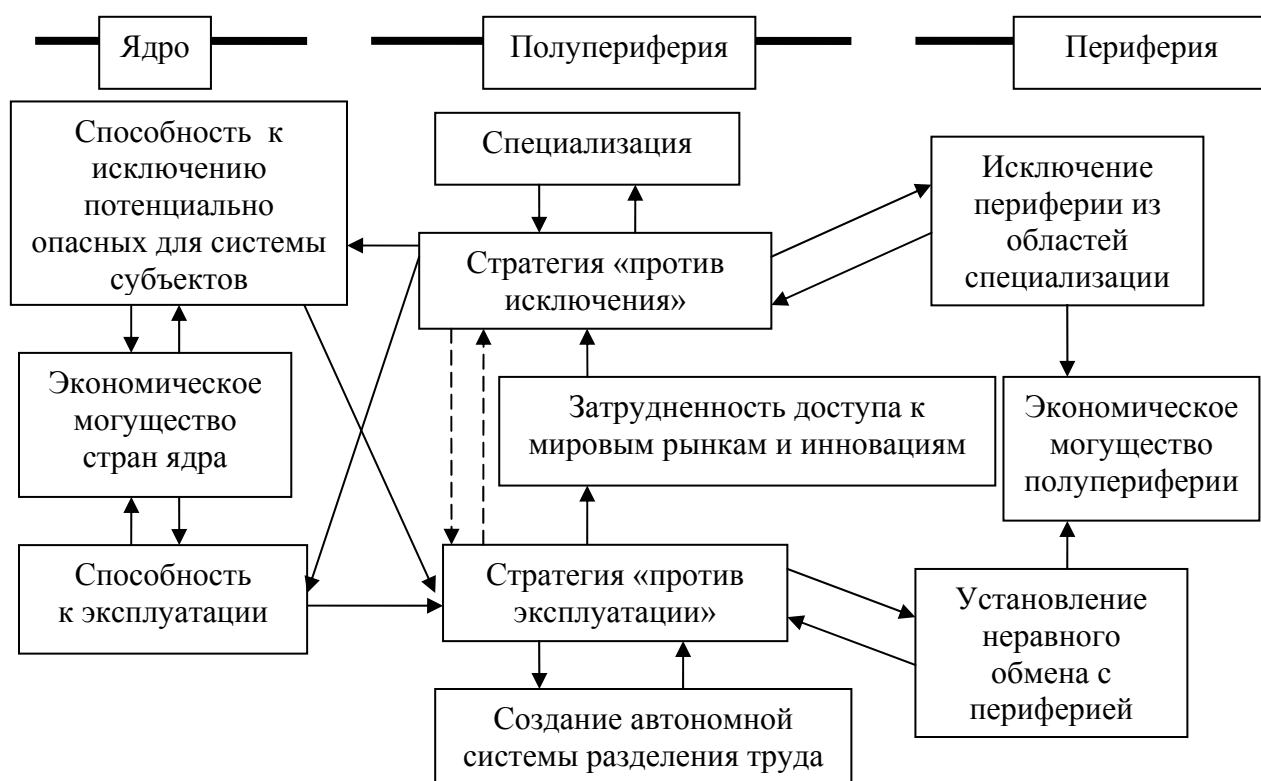 Ядро
Полупериферия
Периферия
Способность к
исключению
потенциально
опасных для системы
субъектов
Специализация
Исключение
периферии из
областей
специализации
Стратегия «против
исключения»
Экономическое
могущество
стран ядра
Затрудненность доступа к
мировым рынкам и инновациям
Экономическое
могущество
полупериферии
Способность
к эксплуатации
Стратегия «против
эксплуатации»
Установление
неравного
обмена с
периферией
Создание автономной
системы разделения труда